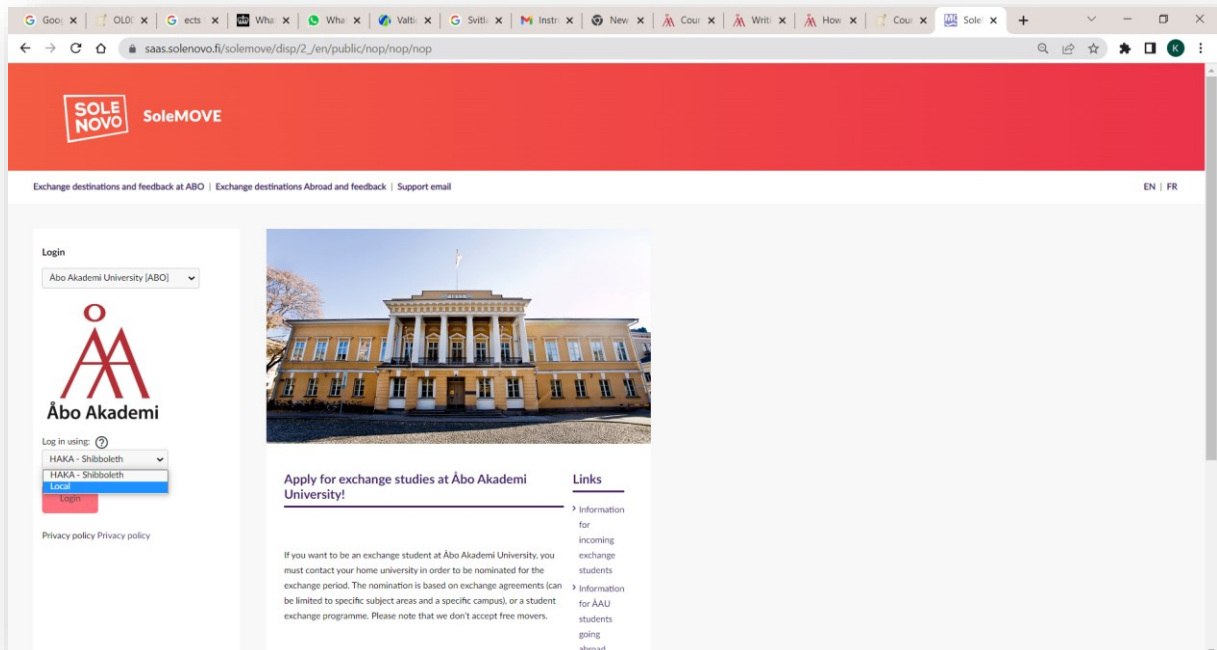 Goog
OLOC
ects
Wha
Wha
Valti
Svitla
Instr
New
Cour
Writi
How
Cour
Sole
saas.solenovo.fi/solemove/disp/2_/en/public/nop/nop/nop
K
SOLE
NOVO
SoleMOVE
Exchange destinations and feedback at ABO | Exchange destinations Abroad and feedback | Support email
EN | FR
Login
Åbo Akademi University [ABO]
Åbo Akademi
Log in using: ?
HAKA - Shibboleth
HAKA - Shibboleth
Local
Login
Privacy policy Privacy policy
Apply for exchange studies at Åbo Akademi
University!
If you want to be an exchange student at Åbo Akademi University, you
must contact your home university in order to be nominated for the
exchange period. The nomination is based on exchange agreements (can
be limited to specific subject areas and a specific campus), or a student
exchange programme. Please note that we don't accept free movers.
Links
Information
for
incoming
exchange
students
Information
for ÅAU
students
going
abroad